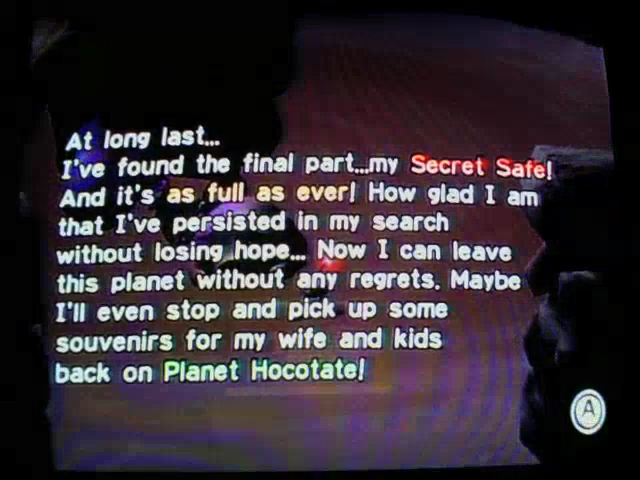 At long last...
I've found the final part...my Secret Safe!
And it's as full as ever! How glad I am
that I've persisted in my search
without losing hope... Now I can leave
this planet without any regrets. Maybe
I'll even stop and pick up some
souvenirs for my wife and kids
back on Planet Hocotate!
A